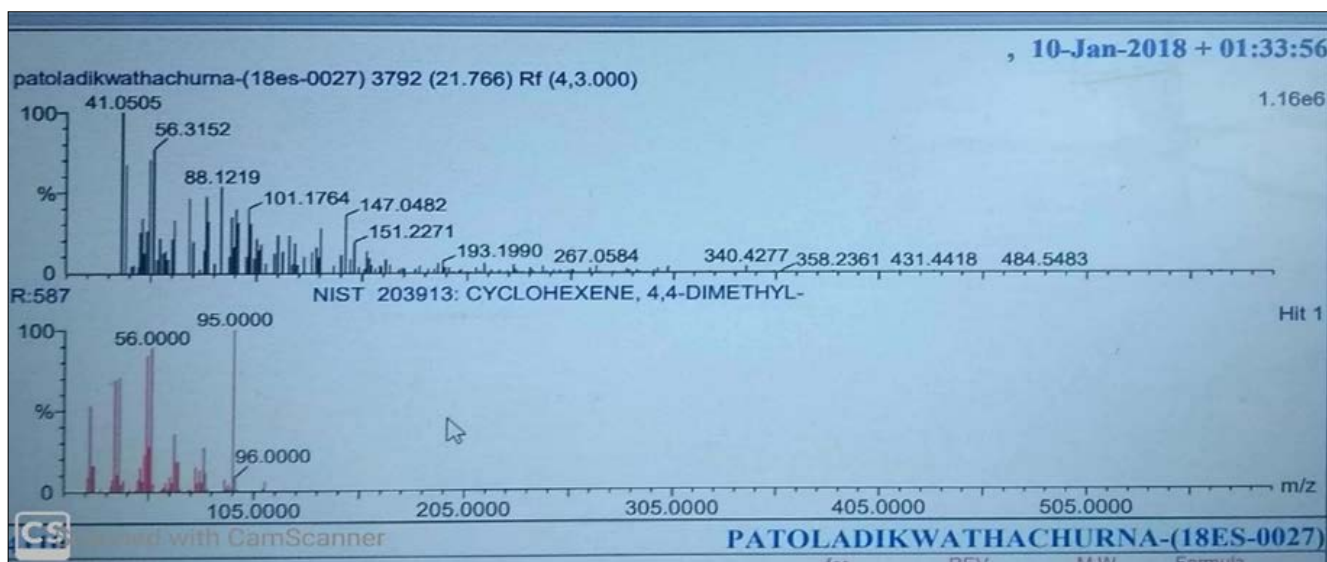 , 10-Jan-2018 + 01:33:56
patoladikwathachurna-(18es-0027) 3792 (21.766) Rf (4,3.000)
1.16e6
100
41.0505
56.3152
88.1219
101.1764
147.0482
151.2271
193.1990
267.0584
340.4277
358.2361
431.4418
484.5483
%
0
R:587
NIST 203913: CYCLOHEXENE, 4,4-DIMETHYL-
Hit 1
100
95.0000
56.0000
%
96.0000
0
m/z
105.0000
205.0000
305.0000
405.0000
505.0000
CS
with CamScanner
PATOLADIKWATHACHURNA-(18ES-0027)